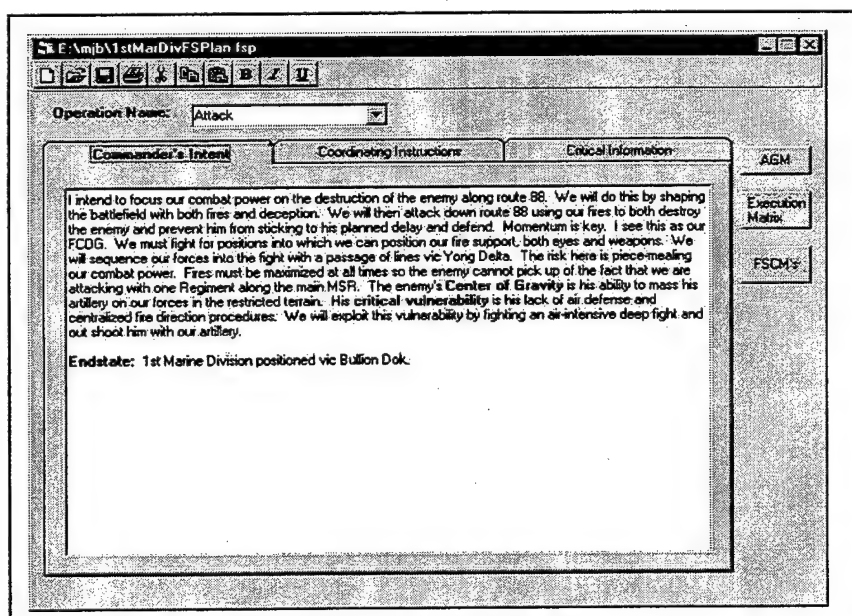 E:\mjb\1stMarDivFSPlan.fsp
B I U
Operation Name: Attack
Commander's Intent Coordinating Instructions Critical Information
AGM
Execution
Matrix
FSCM's
I intend to focus our combat power on the destruction of the enemy along route 88. We will do this by shaping
the battlefield with both fires and deception. We will then attack down route 88 using our fires to both destroy
the enemy and prevent him from sticking to his planned delay and defend. Momentum is key. I see this as our
FCOG. We must fight for positions into which we can position our fire support, both eyes and weapons. We
will sequence our forces into the fight with a passage of lines vic Yong Delta. The risk here is piece-mealing
our combat power. Fires must be maximized at all times so the enemy cannot pick up of the fact that we are
attacking with one Regiment along the main MSR. The enemy's Center of Gravity is his ability to mass his
artillery on our forces in the restricted terrain. His critical vulnerability is his lack of air defense and
centralized fire direction procedures. We will exploit this vulnerability by fighting an air-intensive deep fight and
out shoot him with our artillery.
Endstate: 1st Marine Division positioned vic Bullion Dok.